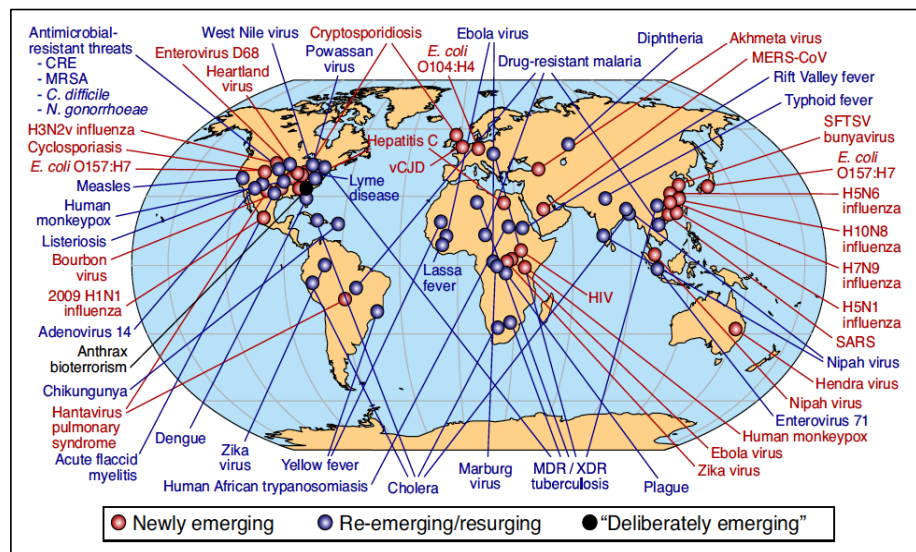 Antimicrobial-
resistant threats
- CRE
- MRSA
- C. difficile
- N. gonorrhoeae
West Nile virus
Enterovirus D68
Heartland
virus
Cryptosporidiosis
Powassan
virus
E. coli
O104:H4
Ebola virus
Drug-resistant malaria
Diphtheria
Akhmeta virus
MERS-CoV
Rift Valley fever
Typhoid fever
SFTSV
bunyavirus
E. coli
O157:H7
H5N6
influenza
H10N8
influenza
H7N9
influenza
H5N1
influenza
SARS
Nipah virus
Hendra virus
Nipah virus
Enterovirus 71
Human monkeypox
Ebola virus
Zika virus
H3N2v influenza
Cyclosporiasis
E. coli O157:H7
Measles
Human
monkeypox
Listeriosis
Bourbon
virus
2009 H1N1
influenza
Adenovirus 14
Anthrax
bioterrorism
Chikungunya
Hantavirus
pulmonary
syndrome
Acute flaccid
myelitis
Hepatitis C
vCJD
Lyme
disease
Lassa
fever
HIV
Dengue
Zika
virus
Yellow fever
Human African trypanosomiasis
Cholera
Marburg
virus
MDR / XDR
tuberculosis
Plague
Newly emerging
Re-emerging/resurging
"Deliberately emerging"